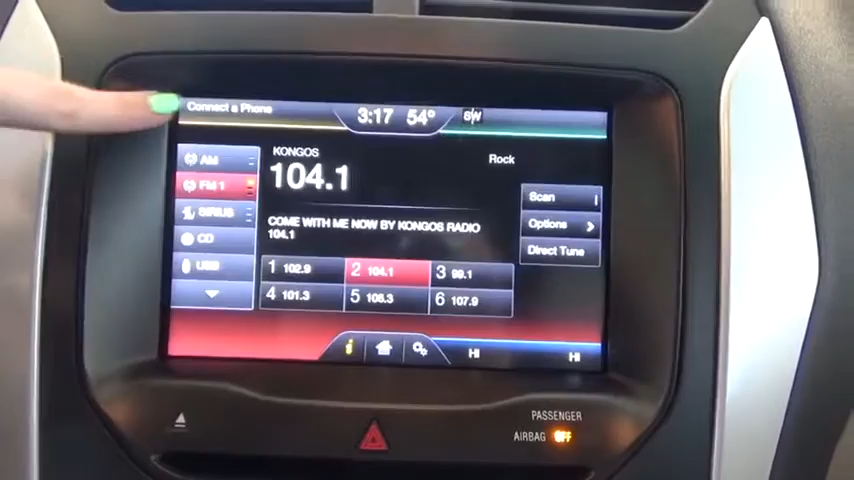 Connect a Phone
3:17 54° SW
KONGOS
104.1
Rock
COME WITH ME NOW BY KONGOS RADIO
104.1
AM
FM 1
SIRIUS
CD
USB
Scan
Options
Direct Tune
1 102.9
2 104.1
3 99.1
4 101.3
5 106.3
6 107.9
i
HI
HI
PASSENGER
AIRBAG OFF